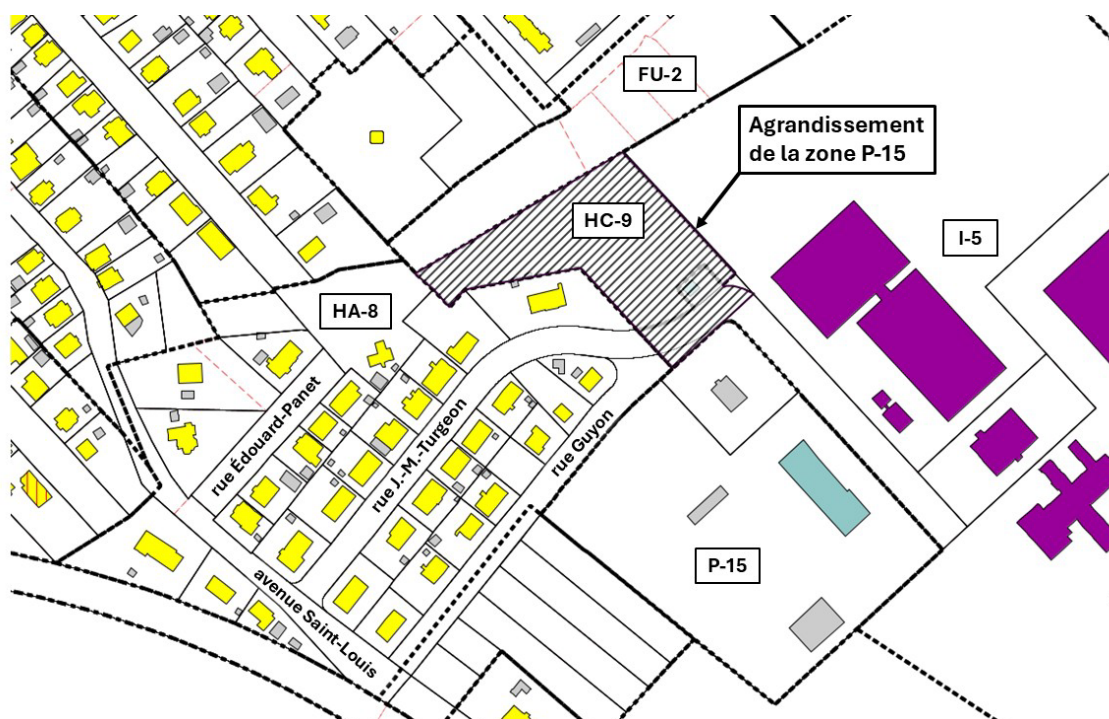 FU-2
Agrandissement
de la zone P-15
HC-9
I-5
HA-8
rue Édouard-Panet
rue J.-M.-Turgeon
rue Guyon
P-15
avenue Saint-Louis